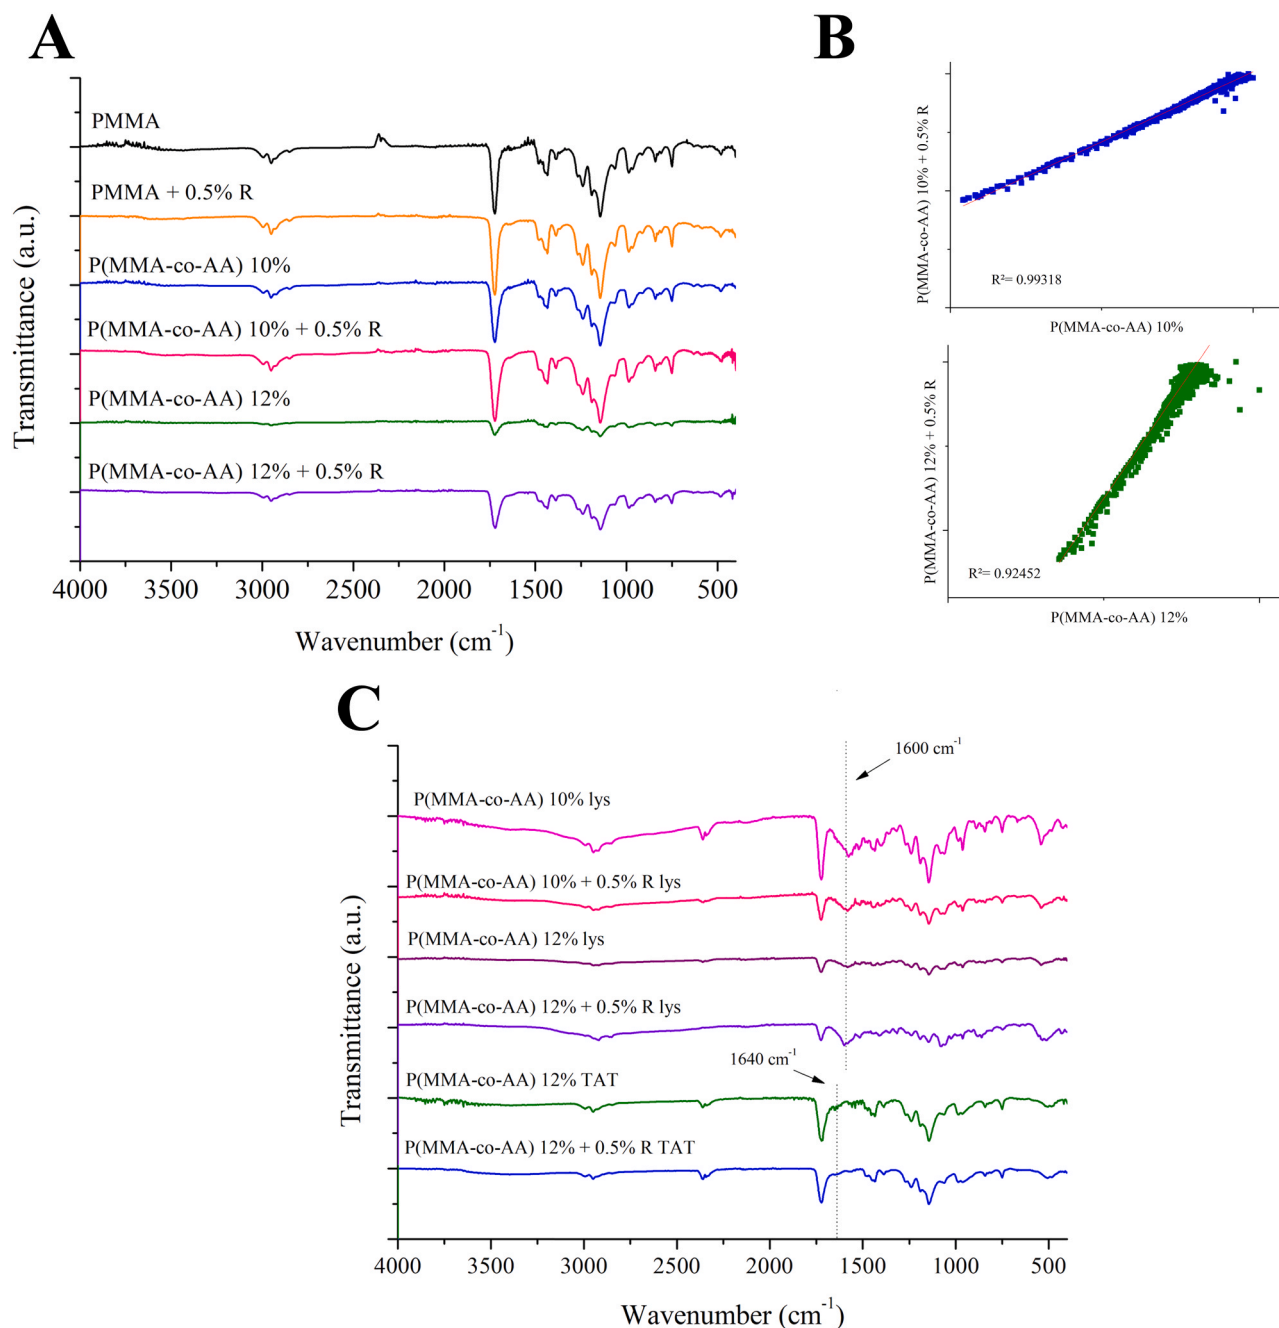 A
PMMA
PMMA + 0.5% R
P(MMA-co-AA) 10%
P(MMA-co-AA) 10% + 0.5% R
P(MMA-co-AA) 12%
P(MMA-co-AA) 12% + 0.5% R
Transmittance (a.u.)
4000 3500 3000 2500 2000 1500 1000 500
Wavenumber (cm⁻¹)
B
P(MMA-co-AA) 10% + 0.5% R
R²= 0.99318
P(MMA-co-AA) 10%
P(MMA-co-AA) 12% + 0.5% R
R²= 0.92452
P(MMA-co-AA) 12%
C
1600 cm⁻¹
P(MMA-co-AA) 10% lys
P(MMA-co-AA) 10% + 0.5% R lys
P(MMA-co-AA) 12% lys
P(MMA-co-AA) 12% + 0.5% R lys
1640 cm⁻¹
P(MMA-co-AA) 12% TAT
P(MMA-co-AA) 12% + 0.5% R TAT
Transmittance (a.u.)
4000 3500 3000 2500 2000 1500 1000 500
Wavenumber (cm⁻¹)